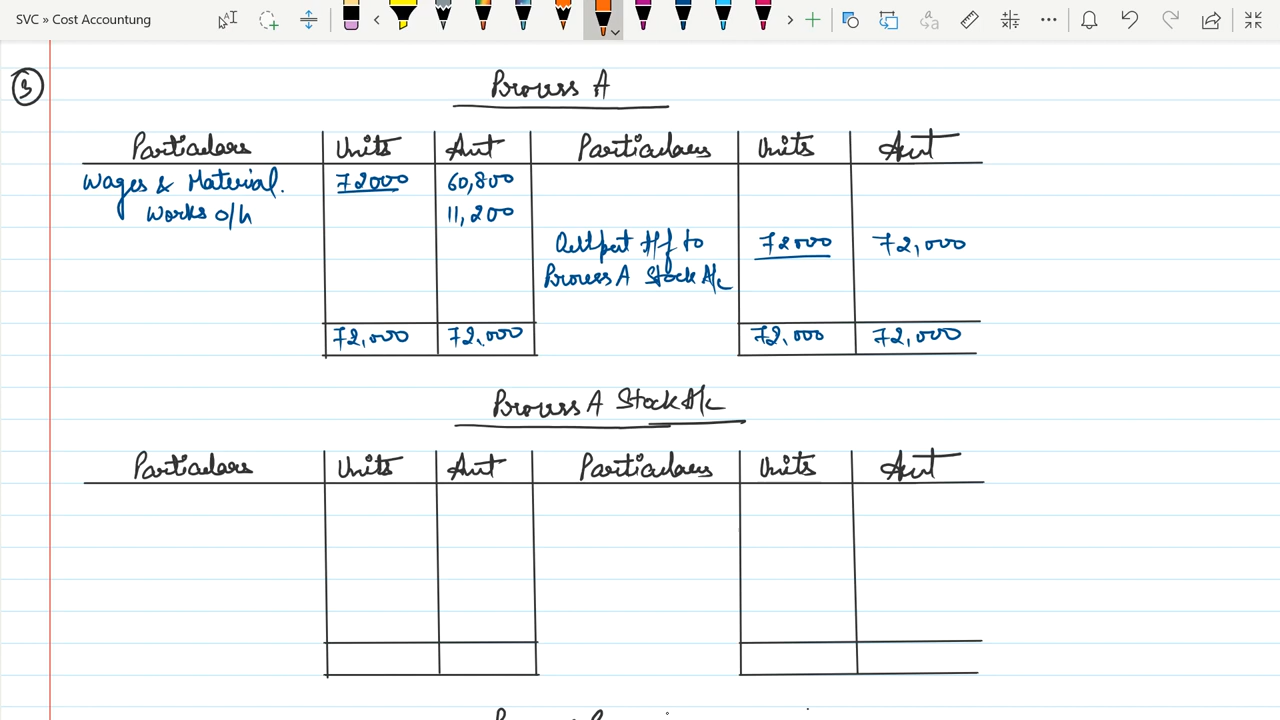 SVC » Cost Accountung
3
Process A
Particulars Units Amt Particulars Units Amt
Wages & Material. 72000 60,800
Works o/h 11,200
Output t/f to 72000 72,000
Process A Stock A/c
72,000 72,000 72,000 72,000
Process A Stock A/c
Particulars Units Amt Particulars Units Amt